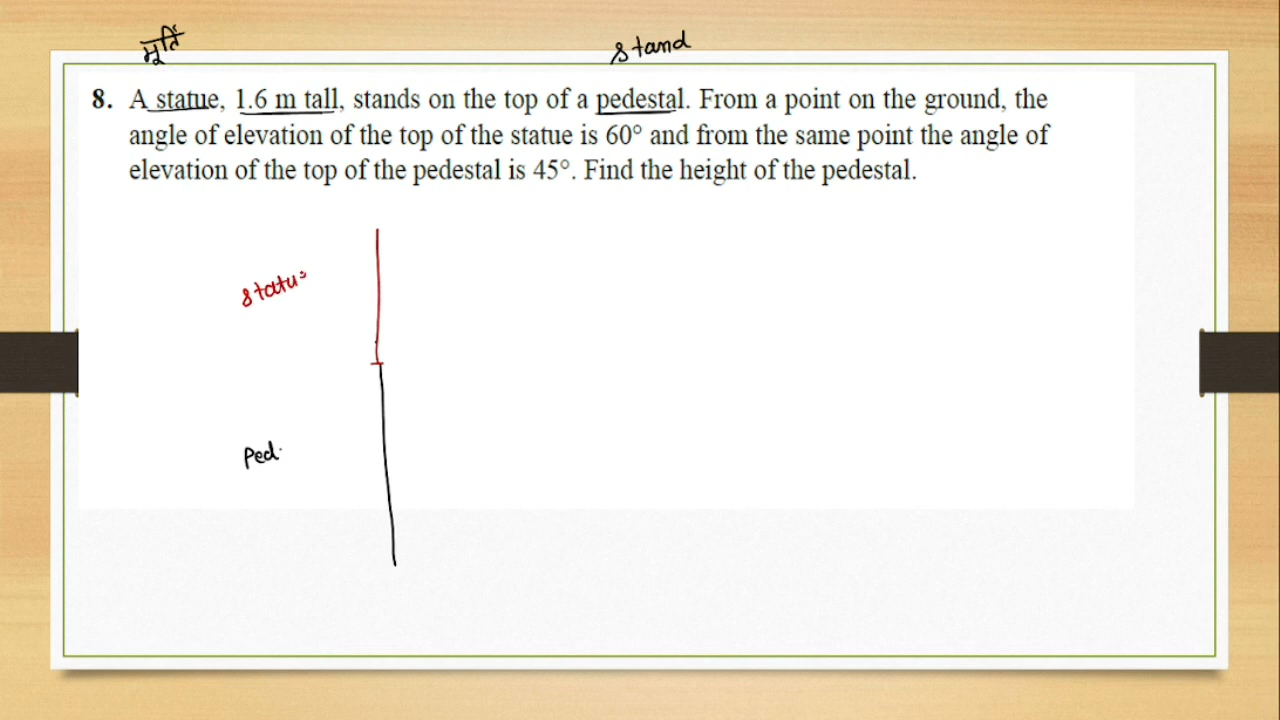 मूर्ति
stand
8. A statue, 1.6 m tall, stands on the top of a pedestal. From a point on the ground, the
angle of elevation of the top of the statue is 60° and from the same point the angle of
elevation of the top of the pedestal is 45°. Find the height of the pedestal.
statue
Ped.